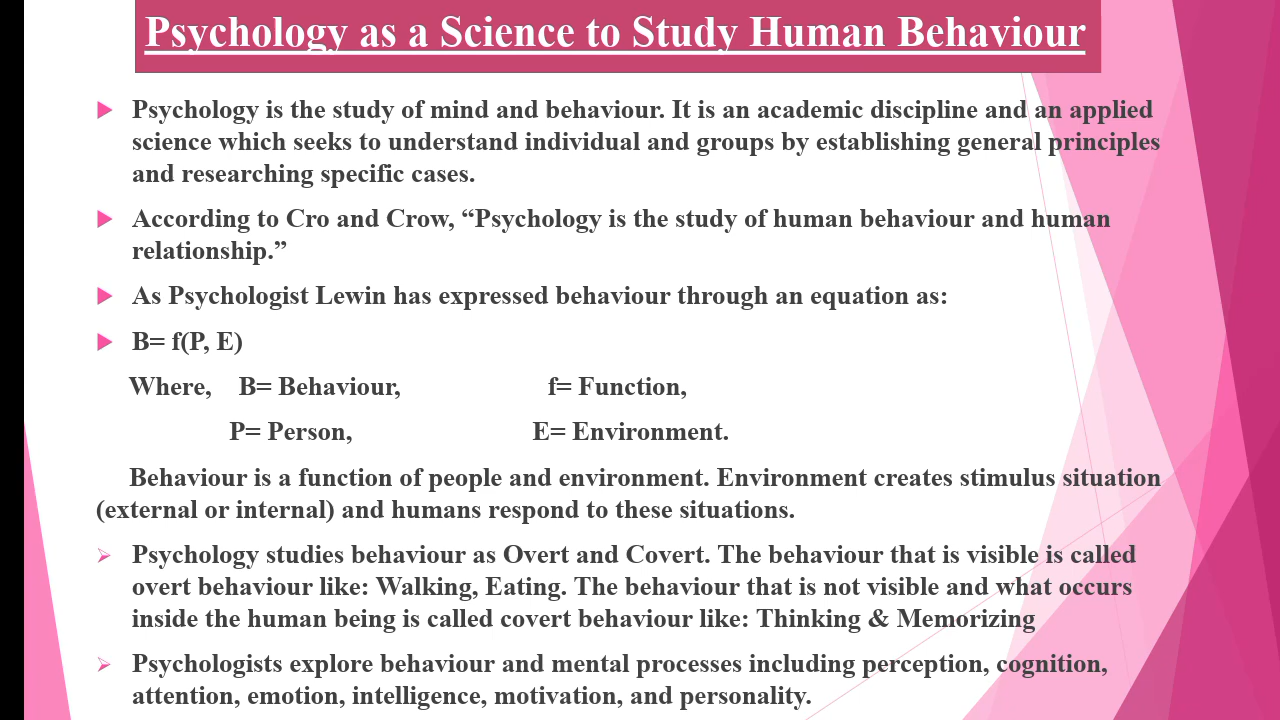 Psychology as a Science to Study Human Behaviour
Psychology is the study of mind and behaviour. It is an academic discipline and an applied
science which seeks to understand individual and groups by establishing general principles
and researching specific cases.
According to Cro and Crow, “Psychology is the study of human behaviour and human
relationship.”
As Psychologist Lewin has expressed behaviour through an equation as:
B= f(P, E)
Where, B= Behaviour, f= Function,
P= Person, E= Environment.
Behaviour is a function of people and environment. Environment creates stimulus situation
(external or internal) and humans respond to these situations.
Psychology studies behaviour as Overt and Covert. The behaviour that is visible is called
overt behaviour like: Walking, Eating. The behaviour that is not visible and what occurs
inside the human being is called covert behaviour like: Thinking & Memorizing
Psychologists explore behaviour and mental processes including perception, cognition,
attention, emotion, intelligence, motivation, and personality.